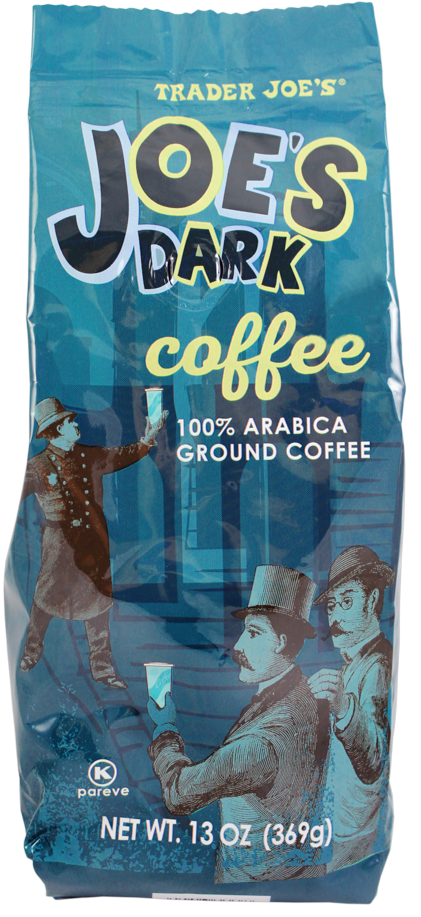 TRADER JOE'S®
JOE'S
DARK
coffee
100% ARABICA
GROUND COFFEE
K
pareve
NET WT. 13 OZ (369g)